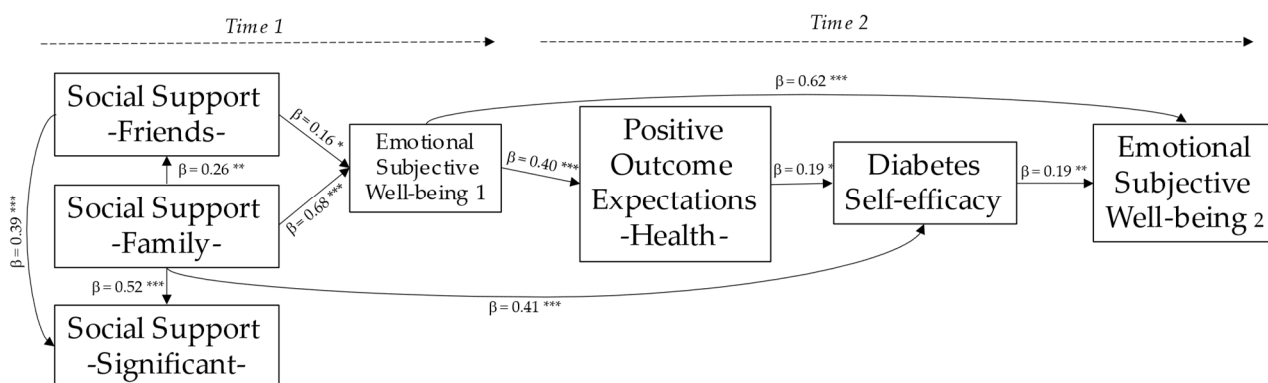 Time 1
Time 2
Social Support
-Friends-
β = 0.16 *
β = 0.62 ***
Emotional
Subjective
Well-being 1
β = 0.40 ***
Positive
Outcome
Expectations
-Health-
β = 0.19 *
Diabetes
Self-efficacy
β = 0.19 **
Emotional
Subjective
Well-being 2
β = 0.26 **
β = 0.39 ***
Social Support
-Family-
β = 0.68 ***
β = 0.52 ***
β = 0.41 ***
Social Support
-Significant-